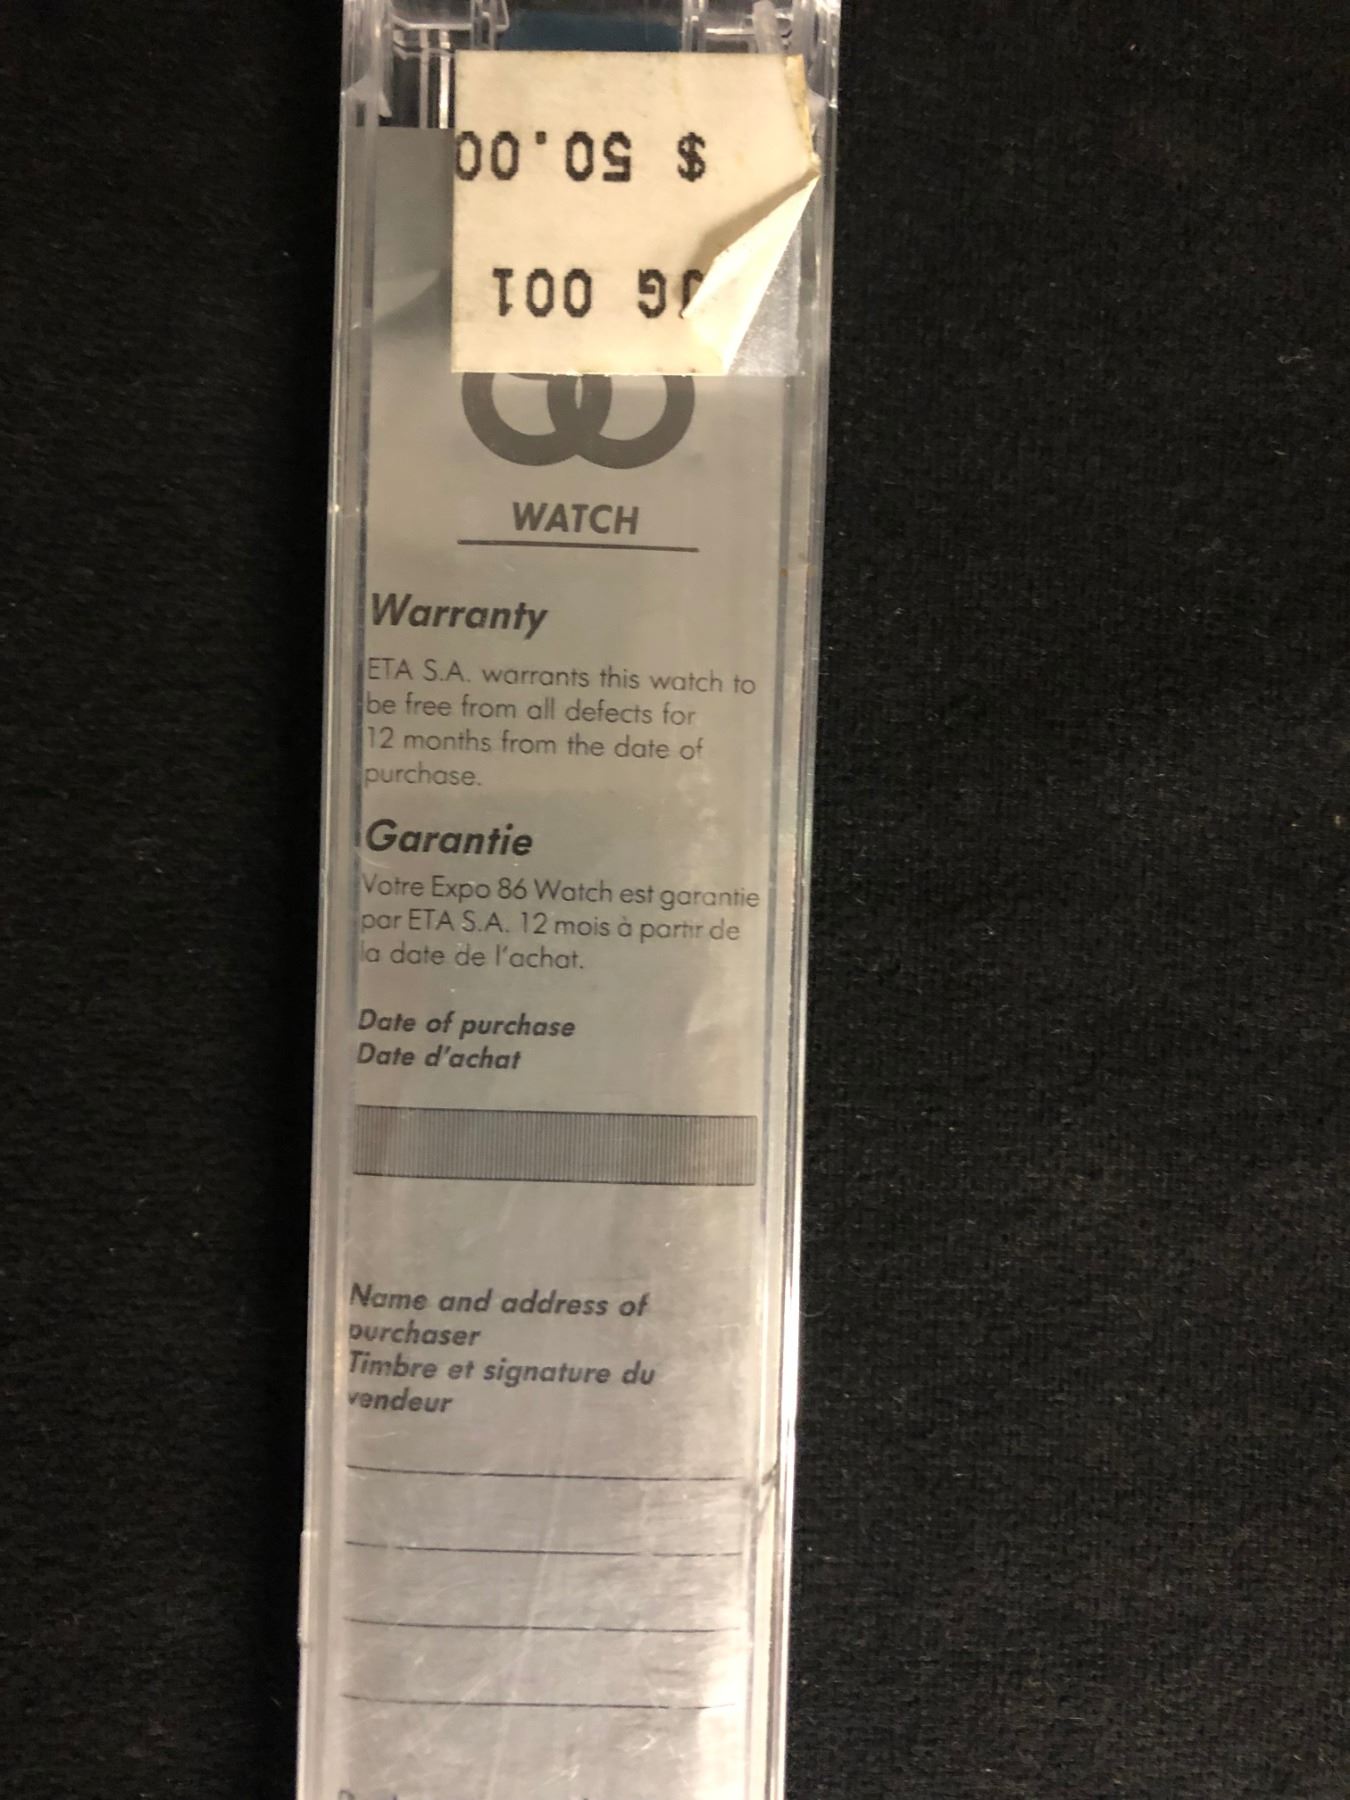 $ 50.00
G 001
WATCH
Warranty
ETA S.A. warrants this watch to
be free from all defects for
12 months from the date of
purchase.
Garantie
Votre Expo 86 Watch est garantie
par ETA S.A. 12 mois à partir de
la date de l'achat.
Date of purchase
Date d'achat
Name and address of
purchaser
Timbre et signature du
vendeur